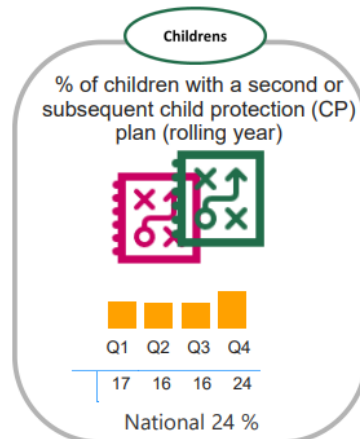 Childrens
% of children with a second or
subsequent child protection (CP)
plan (rolling year)
Q1 Q2 Q3 Q4
17 16 16 24
National 24 %